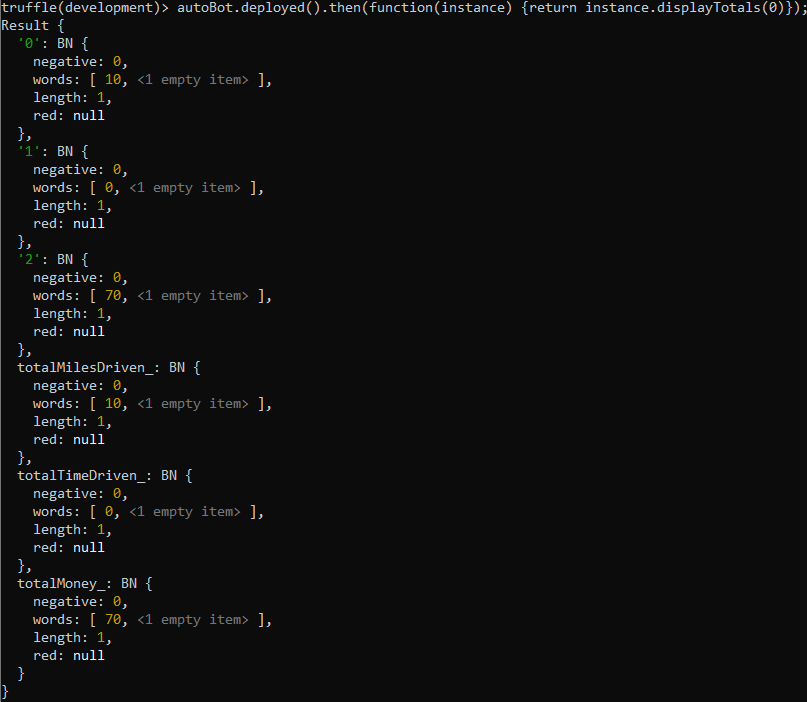 truffle(development)> autoBot.deployed().then(function(instance) {return instance.displayTotals(0)});
Result {
  '0': BN {
    negative: 0,
    words: [ 10, <1 empty item> ],
    length: 1,
    red: null
  },
  '1': BN {
    negative: 0,
    words: [ 0, <1 empty item> ],
    length: 1,
    red: null
  },
  '2': BN {
    negative: 0,
    words: [ 70, <1 empty item> ],
    length: 1,
    red: null
  },
  totalMilesDriven_: BN {
    negative: 0,
    words: [ 10, <1 empty item> ],
    length: 1,
    red: null
  },
  totalTimeDriven_: BN {
    negative: 0,
    words: [ 0, <1 empty item> ],
    length: 1,
    red: null
  },
  totalMoney_: BN {
    negative: 0,
    words: [ 70, <1 empty item> ],
    length: 1,
    red: null
  }
}